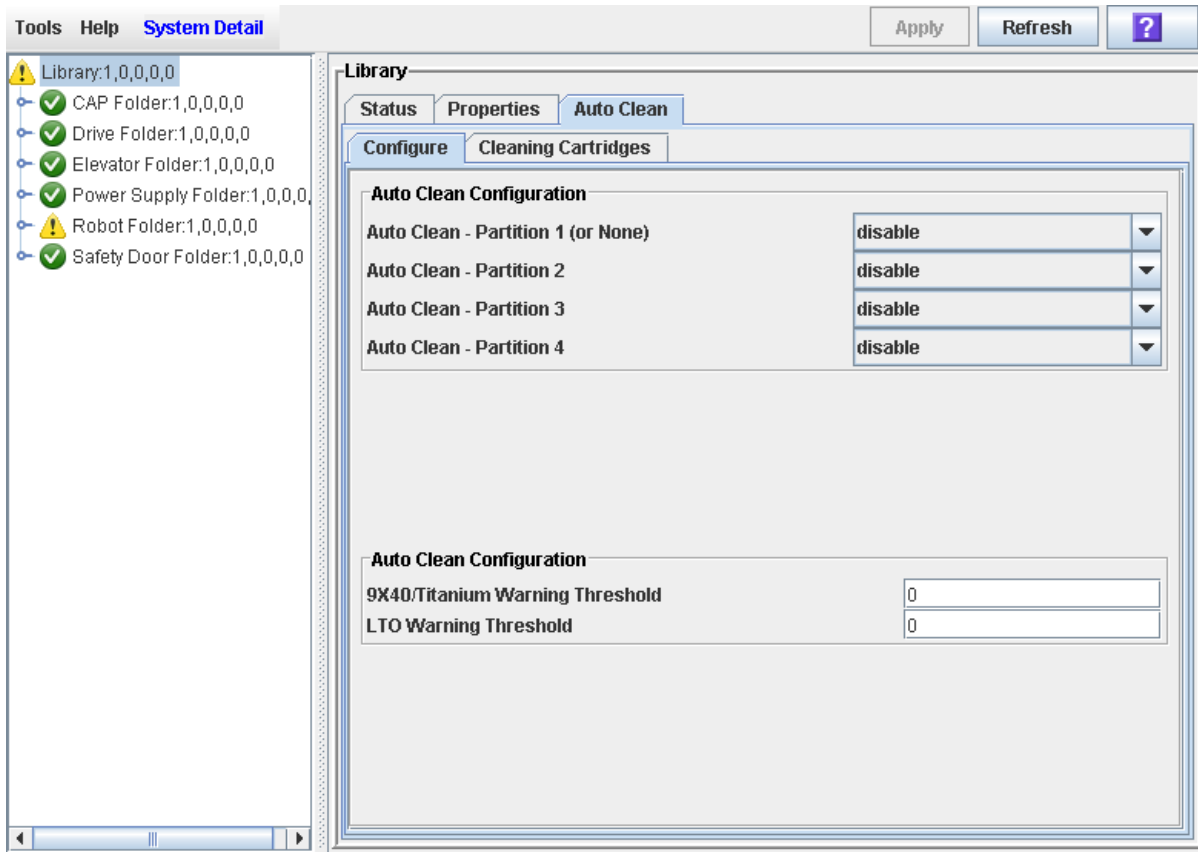 Tools Help System Detail
Apply Refresh ?
Library:1,0,0,0,0
CAP Folder:1,0,0,0,0
Drive Folder:1,0,0,0,0
Elevator Folder:1,0,0,0,0
Power Supply Folder:1,0,0,0,
Robot Folder:1,0,0,0,0
Safety Door Folder:1,0,0,0,0
Library
Status Properties Auto Clean
Configure Cleaning Cartridges
Auto Clean Configuration
Auto Clean - Partition 1 (or None) disable
Auto Clean - Partition 2 disable
Auto Clean - Partition 3 disable
Auto Clean - Partition 4 disable
Auto Clean Configuration
9X40/Titanium Warning Threshold 0
LTO Warning Threshold 0